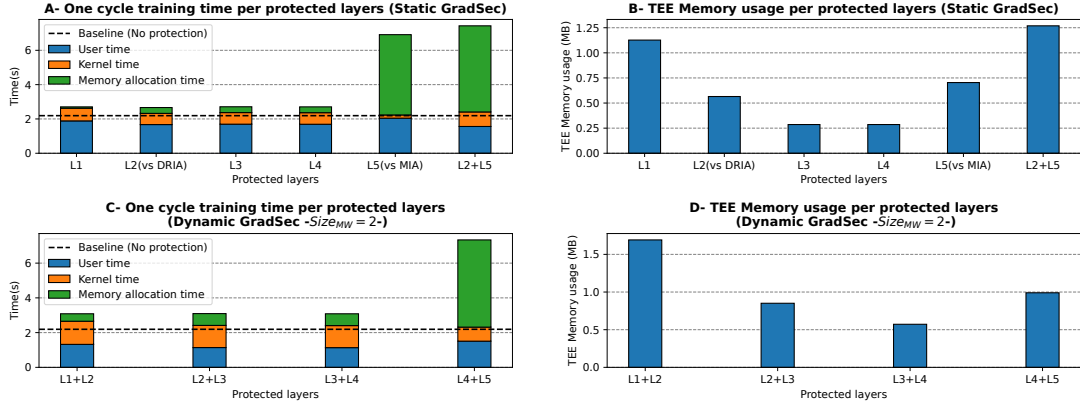 A- One cycle training time per protected layers (Static GradSec)
Time(s)
6
4
2
0
Baseline (No protection)
User time
Kernel time
Memory allocation time
L1 L2(vs DRIA) L3 L4 L5(vs MIA) L2+L5
Protected layers
B- TEE Memory usage per protected layers (Static GradSec)
TEE Memory usage (MB)
1.25
1.00
0.75
0.50
0.25
0.00
L1 L2(vs DRIA) L3 L4 L5(vs MIA) L2+L5
Protected layers
C- One cycle training time per protected layers
(Dynamic GradSec -Size_MW = 2-)
Time(s)
6
4
2
0
Baseline (No protection)
User time
Kernel time
Memory allocation time
L1+L2 L2+L3 L3+L4 L4+L5
Protected layers
D- TEE Memory usage per protected layers
(Dynamic GradSec -Size_MW = 2-)
TEE Memory usage (MB)
1.5
1.0
0.5
0.0
L1+L2 L2+L3 L3+L4 L4+L5
Protected layers